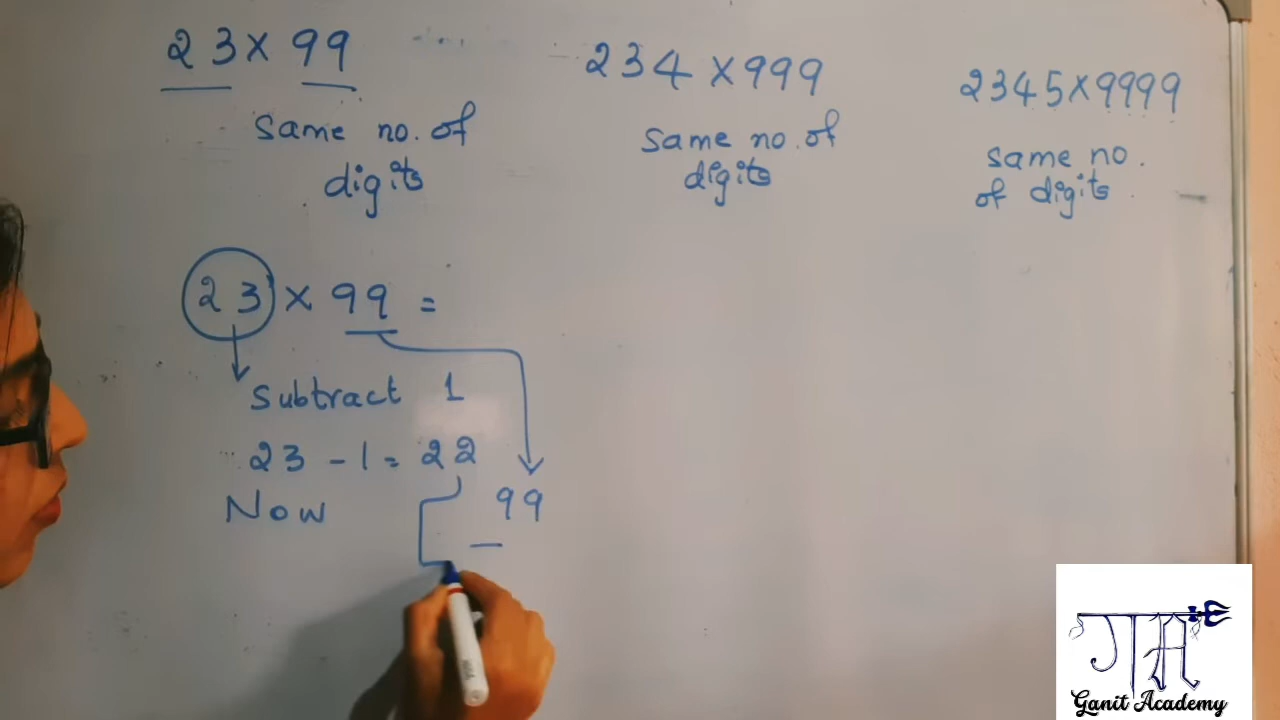 23 × 99
same no. of
digits
234 × 999
same no. of
digits
2345 × 9999
same no.
of digits
23 × 99 =
Subtract 1
23 - 1 = 22
Now
99
-
गA
Ganit Academy